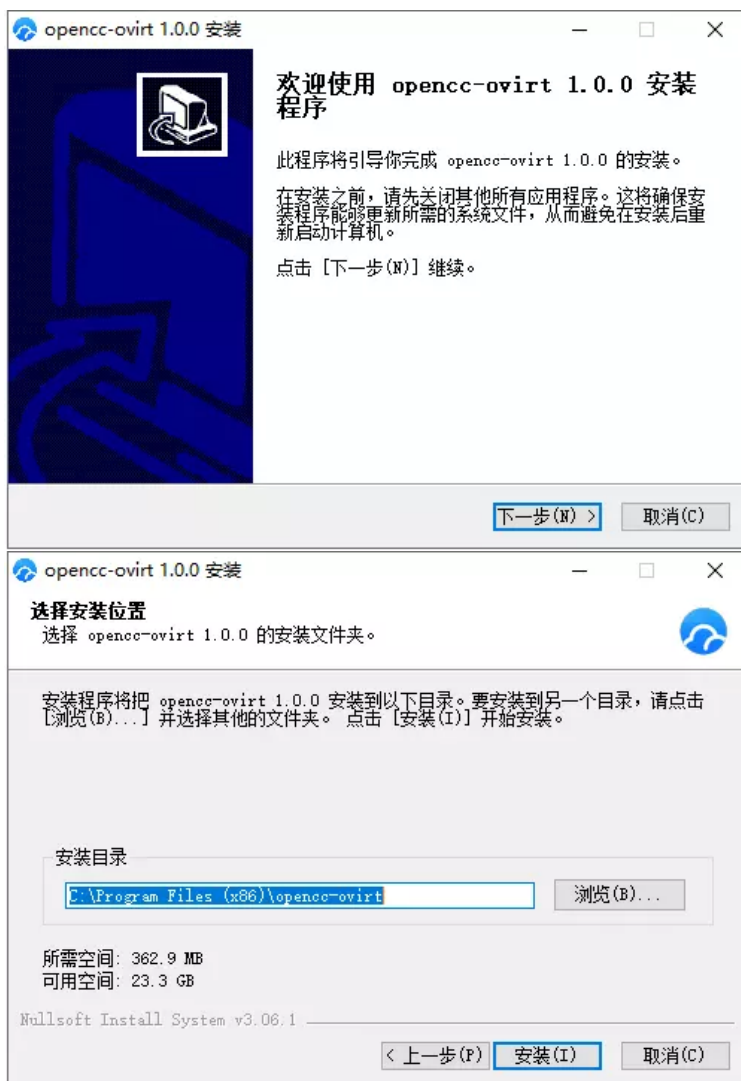 opencc-ovirt 1.0.0 安装
欢迎使用 opencc-ovirt 1.0.0 安装
程序
此程序将引导你完成 opencc-ovirt 1.0.0 的安装。
在安装之前，请先关闭其他所有应用程序。这将确保安
装程序能够更新所需的系统文件，从而避免在安装后重
新启动计算机。
点击 [下一步(N)] 继续。
下一步(N) >
取消(C)
opencc-ovirt 1.0.0 安装
选择安装位置
选择 opencc-ovirt 1.0.0 的安装文件夹。
安装程序将把 opencc-ovirt 1.0.0 安装到以下目录。要安装到另一个目录，请点击
[浏览(B)...] 并选择其他的文件夹。 点击 [安装(I)] 开始安装。
安装目录
C:\Program Files (x86)\opencc-ovirt
浏览(B)...
所需空间: 362.9 MB
可用空间: 23.3 GB
Nullsoft Install System v3.06.1
< 上一步(P)
安装(I)
取消(C)